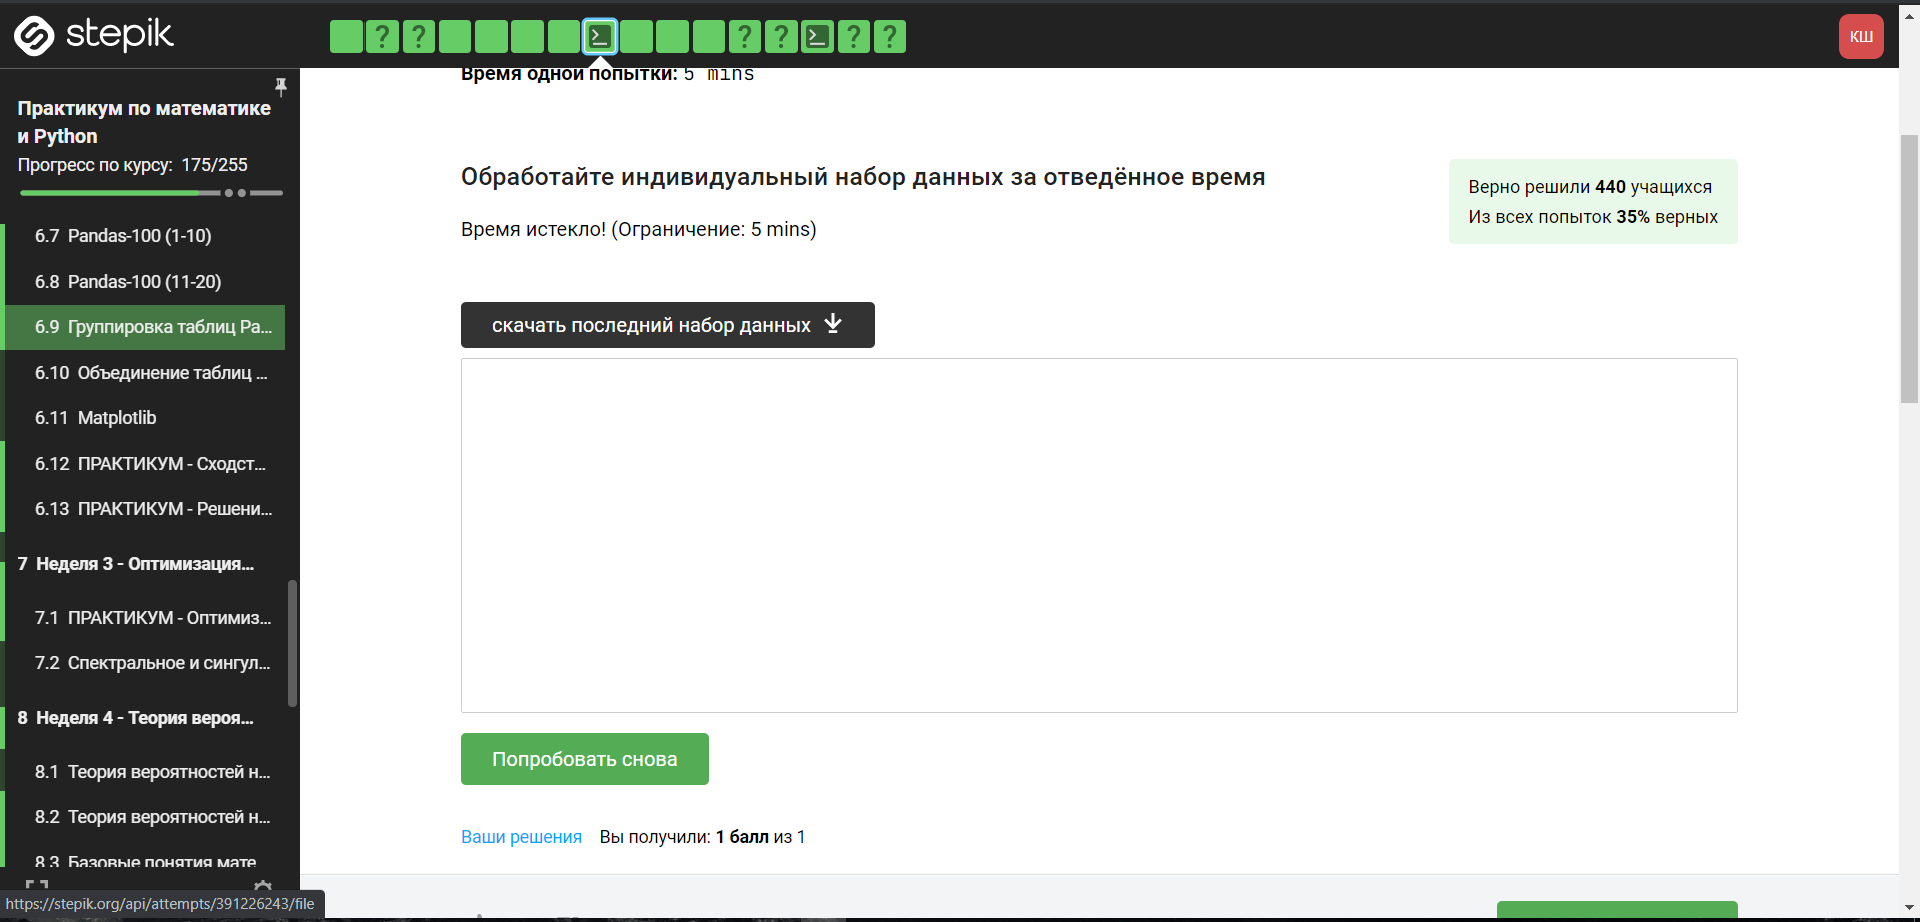 stepik
? ? ? ? ? ?
КШ
Практикум по математике
и Python
Прогресс по курсу: 175/255
6.7 Pandas-100 (1-10)
6.8 Pandas-100 (11-20)
6.9 Группировка таблиц Pa...
6.10 Объединение таблиц ...
6.11 Matplotlib
6.12 ПРАКТИКУМ - Сходст...
6.13 ПРАКТИКУМ - Решени...
7 Неделя 3 - Оптимизация...
7.1 ПРАКТИКУМ - Оптимиз...
7.2 Спектральное и сингул...
8 Неделя 4 - Теория вероя...
8.1 Теория вероятностей н...
8.2 Теория вероятностей н...
8.3 Базовые понятия мате
https://stepik.org/api/attempts/391226243/file
Время одной попытки: 5 mins
Обработайте индивидуальный набор данных за отведённое время
Время истекло! (Ограничение: 5 mins)
Верно решили 440 учащихся
Из всех попыток 35% верных
скачать последний набор данных
Попробовать снова
Ваши решения Вы получили: 1 балл из 1